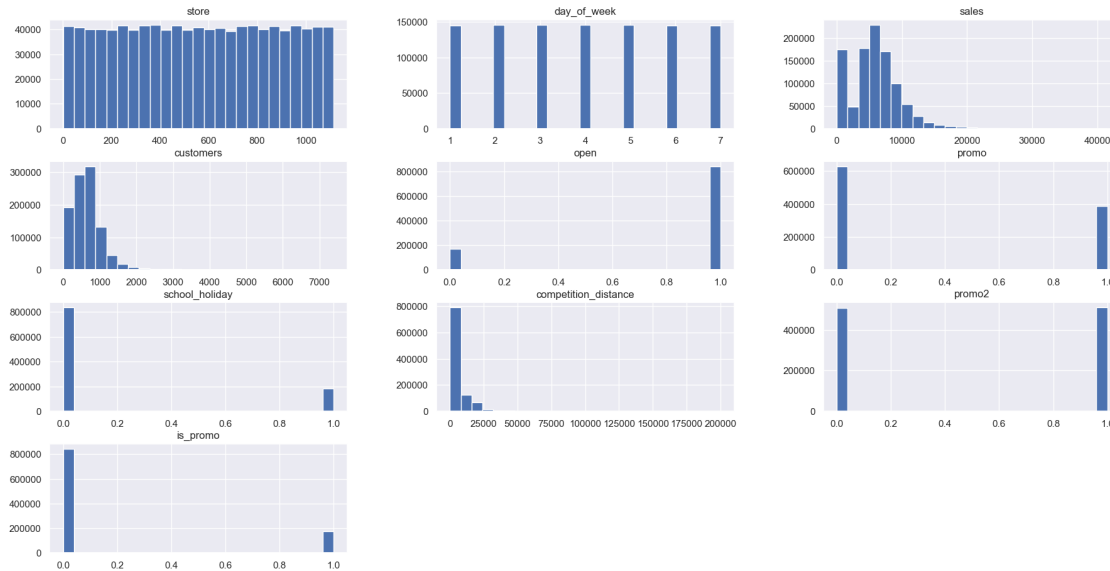 store
40000
30000
20000
10000
0
0 200 400 600 800 1000
day_of_week
150000
100000
50000
0
1 2 3 4 5 6 7
sales
200000
150000
100000
50000
0
0 10000 20000 30000 40000
customers
300000
200000
100000
0
0 1000 2000 3000 4000 5000 6000 7000
open
800000
600000
400000
200000
0
0.0 0.2 0.4 0.6 0.8 1.0
promo
600000
400000
200000
0
0.0 0.2 0.4 0.6 0.8 1.0
school_holiday
800000
600000
400000
200000
0
0.0 0.2 0.4 0.6 0.8 1.0
competition_distance
800000
600000
400000
200000
0
0 25000 50000 75000 100000 125000 150000 175000 200000
promo2
400000
200000
0
0.0 0.2 0.4 0.6 0.8 1.0
is_promo
800000
600000
400000
200000
0
0.0 0.2 0.4 0.6 0.8 1.0